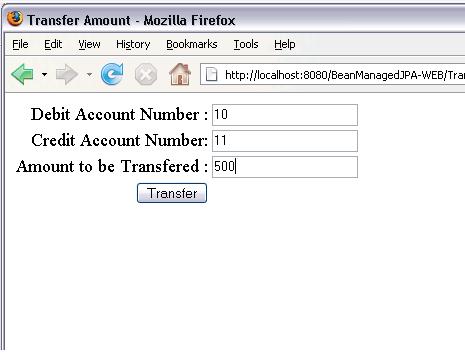 Transfer Amount - Mozilla Firefox
File Edit View History Bookmarks Tools Help
http://localhost:8080/BeanManagedJPA-WEB/Tra
Debit Account Number : 10
Credit Account Number: 11
Amount to be Transfered : 500
Transfer